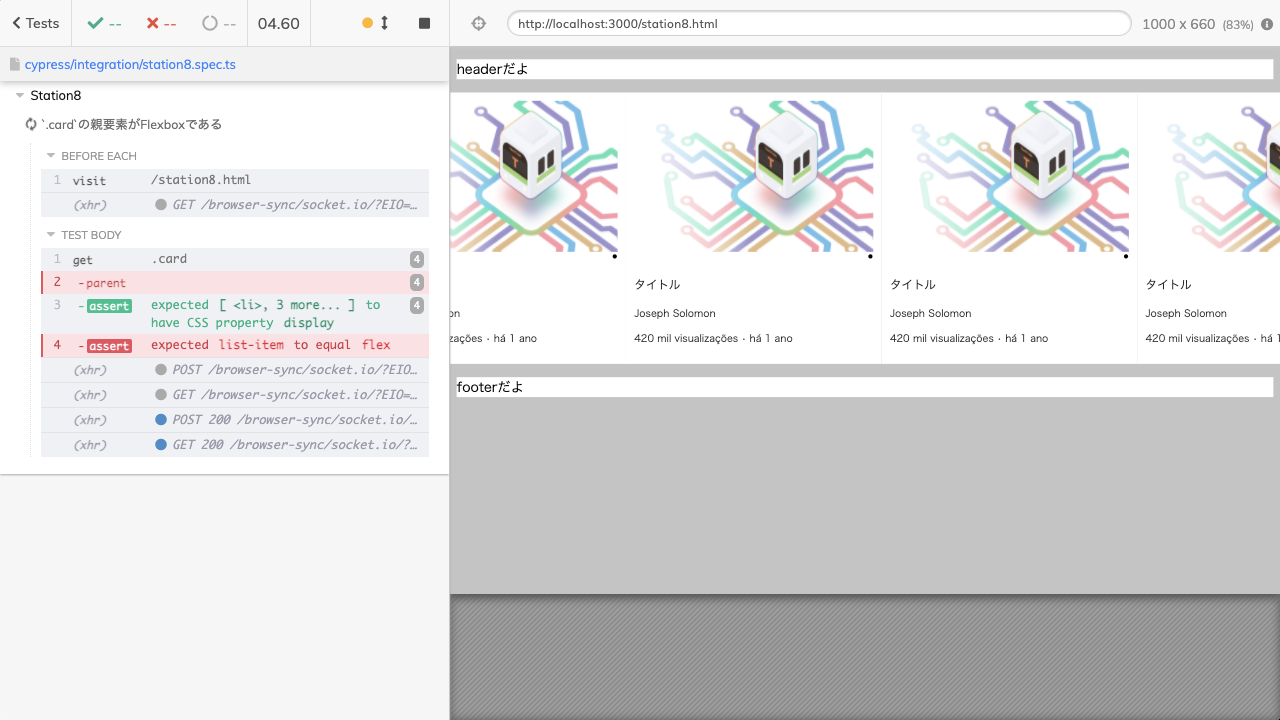 Tests
--
--
--
04.60
http://localhost:3000/station8.html
1000 x 660 (83%)
cypress/integration/station8.spec.ts
Station8
`.card`の親要素がFlexboxである
BEFORE EACH
1 visit /station8.html
(xhr) GET /browser-sync/socket.io/?EIO=…
TEST BODY
1 get .card 4
2 -parent 4
3 -assert expected [ <li>, 3 more... ] to 4
have CSS property display
4 -assert expected list-item to equal flex
(xhr) POST /browser-sync/socket.io/?EIO…
(xhr) GET /browser-sync/socket.io/?EIO=…
(xhr) POST 200 /browser-sync/socket.io/…
(xhr) GET 200 /browser-sync/socket.io/?…
headerだよ
タイトル
タイトル
タイトル
on
Joseph Solomon
Joseph Solomon
Joseph Solomon
zações・há 1 ano
420 mil visualizações・há 1 ano
420 mil visualizações・há 1 ano
420 mil visualizações・há 1
footerだよ